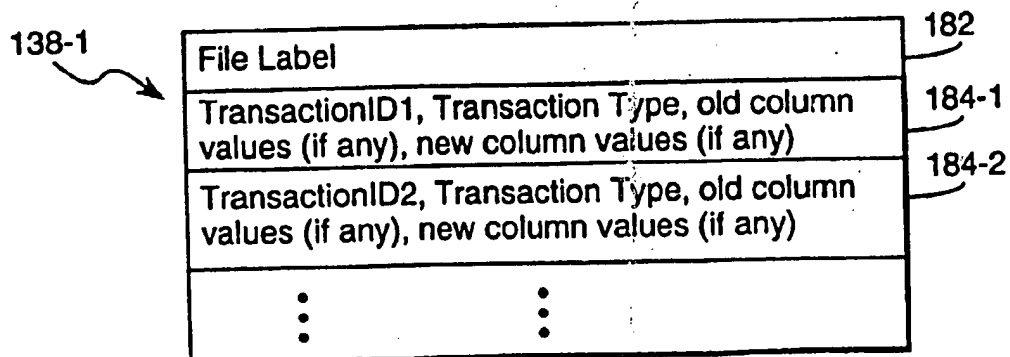 138-1
182
File Label
TransactionID1, Transaction Type, old column
values (if any), new column values (if any)
184-1
TransactionID2, Transaction Type, old column
values (if any), new column values (if any)
184-2